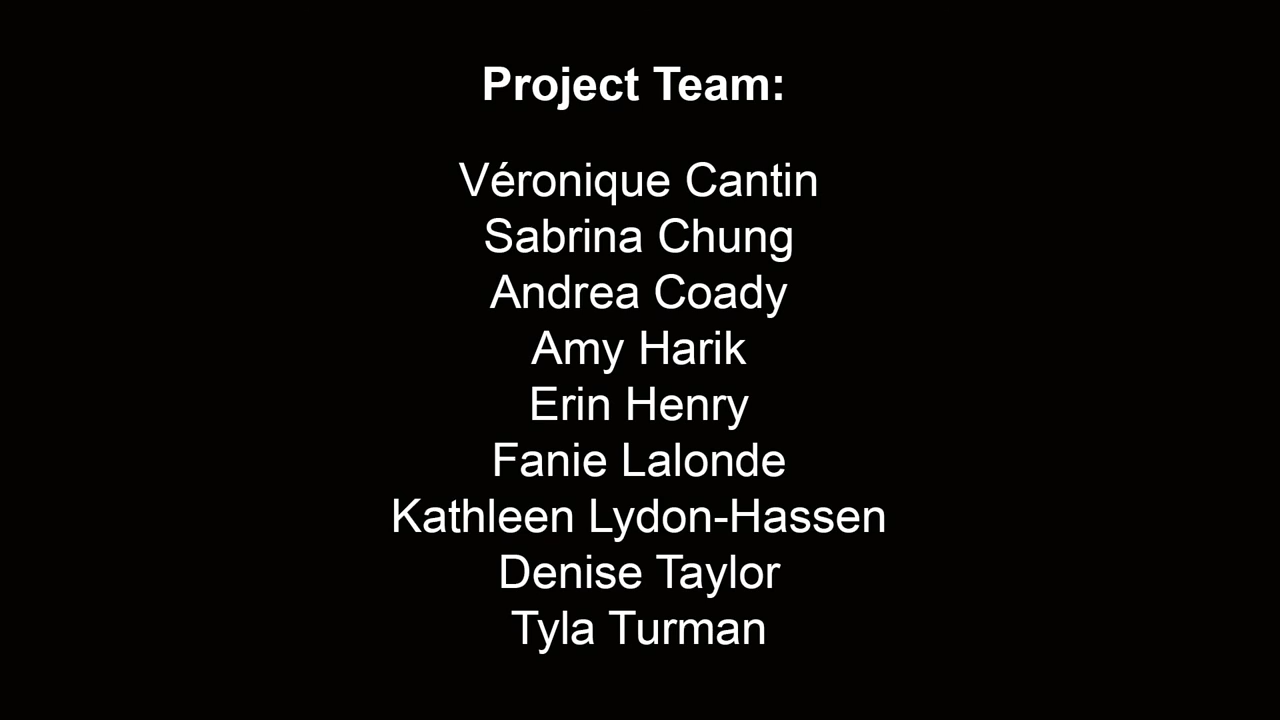 Project Team:
Véronique Cantin
Sabrina Chung
Andrea Coady
Amy Harik
Erin Henry
Fanie Lalonde
Kathleen Lydon-Hassen
Denise Taylor
Tyla Turman